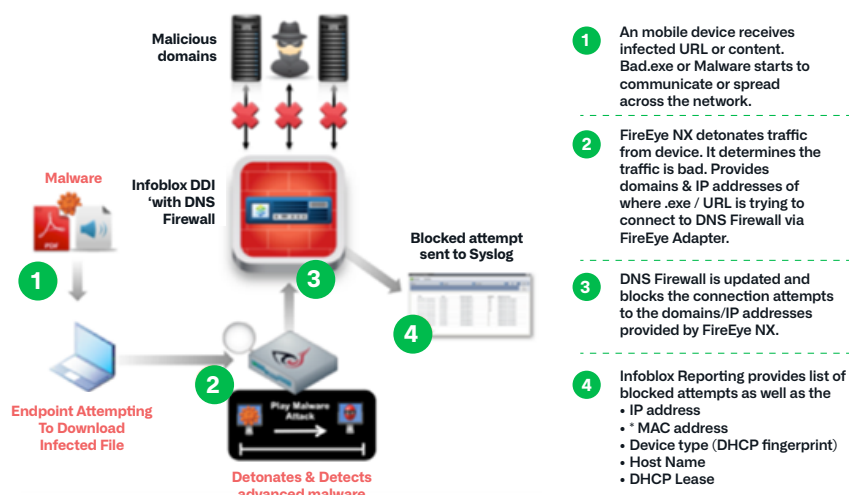 Malicious
domains
Malware
PDF
Infoblox DDI
‘with DNS
Firewall
Blocked attempt
sent to Syslog
1
3
4
2
Endpoint Attempting
To Download
Infected File
Play Malware
Attack
Detonates & Detects
advanced malware
1
An mobile device receives
infected URL or content.
Bad.exe or Malware starts to
communicate or spread
across the network.
2
FireEye NX detonates traffic
from device. It determines the
traffic is bad. Provides
domains & IP addresses of
where .exe / URL is trying to
connect to DNS Firewall via
FireEye Adapter.
3
DNS Firewall is updated and
blocks the connection attempts
to the domains/IP addresses
provided by FireEye NX.
4
Infoblox Reporting provides list of
blocked attempts as well as the
• IP address
• * MAC address
• Device type (DHCP fingerprint)
• Host Name
• DHCP Lease